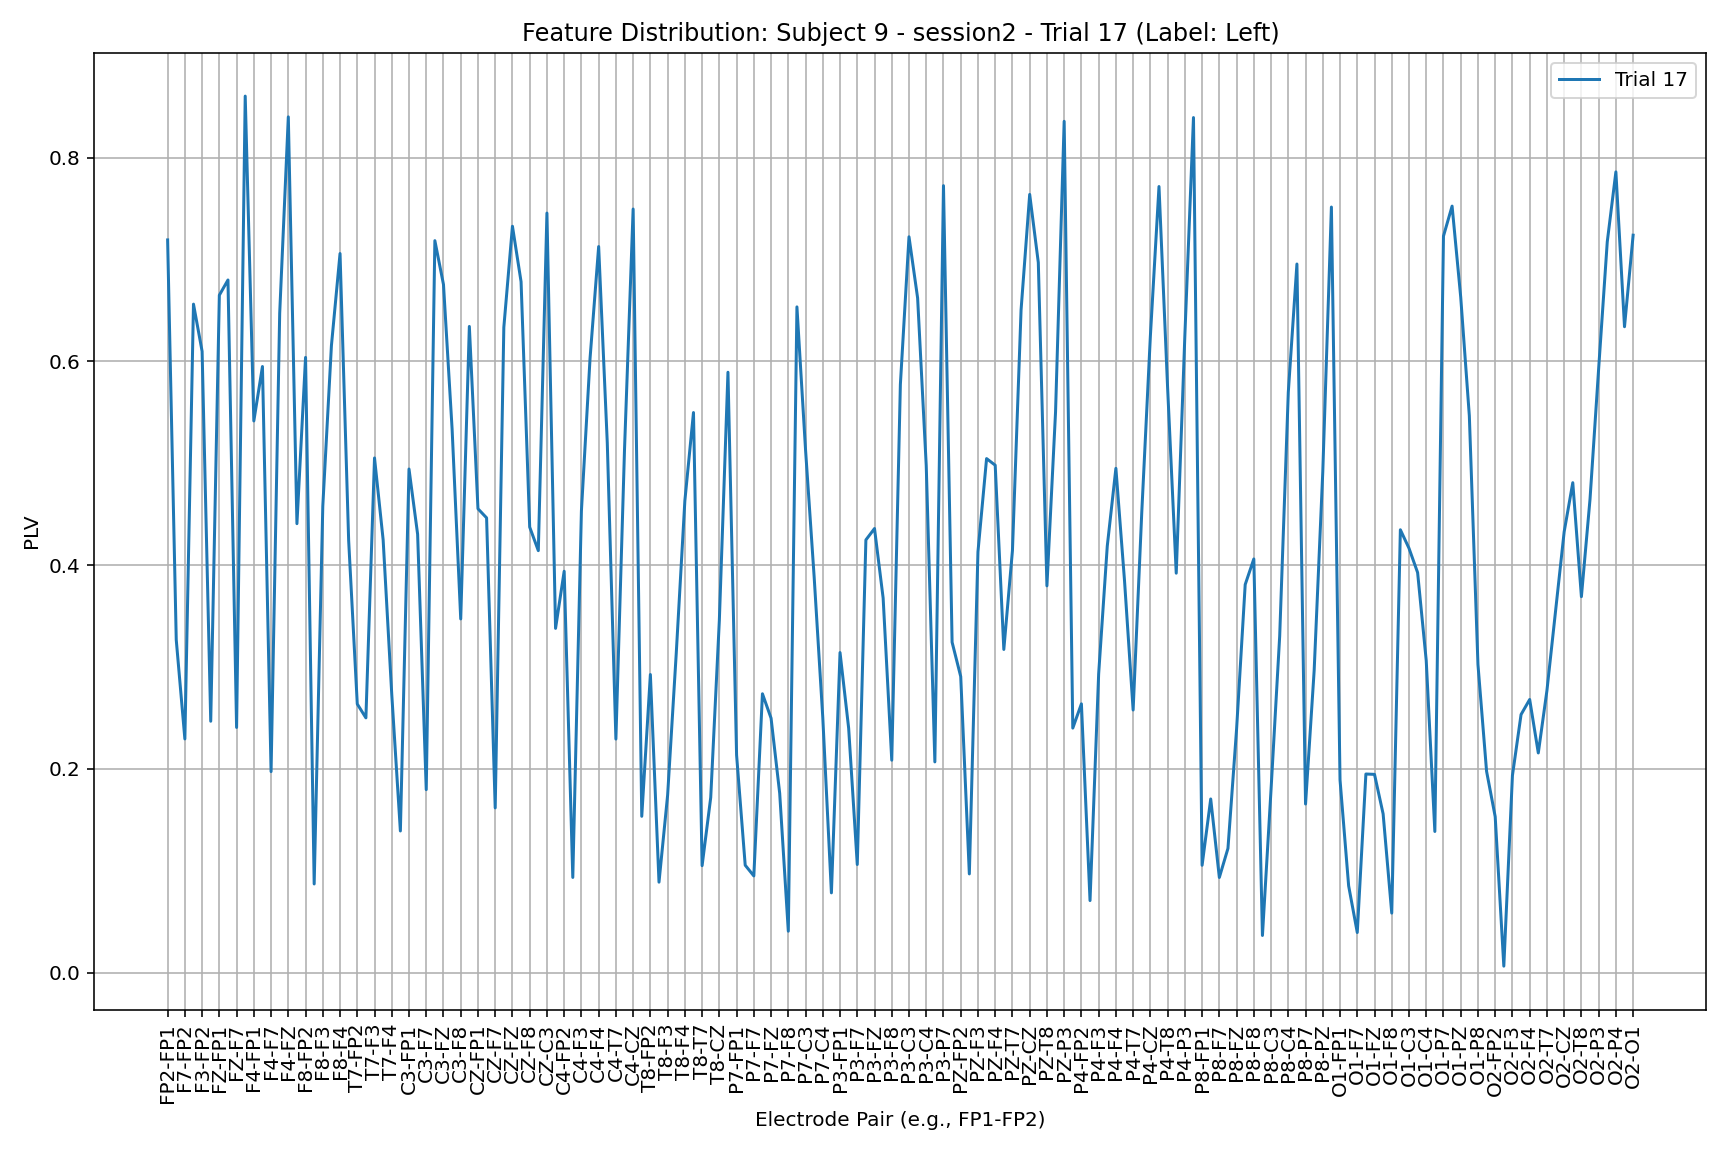 Feature Distribution: Subject 9 - session2 - Trial 17 (Label: Left)
Trial 17
PLV
0.8
0.6
0.4
0.2
0.0
FP2-FP1
F7-FP2
F3-FP2
FZ-FP1
FZ-F7
F4-FP1
F4-F7
F4-FZ
F8-FP2
F8-F3
F8-F4
T7-FP2
T7-F3
T7-F4
C3-FP1
C3-F7
C3-FZ
C3-F8
CZ-FP1
CZ-F7
CZ-FZ
CZ-F8
CZ-C3
C4-FP2
C4-F3
C4-F4
C4-T7
C4-CZ
T8-FP2
T8-F3
T8-F4
T8-T7
T8-CZ
P7-FP1
P7-F7
P7-FZ
P7-F8
P7-C3
P7-C4
P3-FP1
P3-F7
P3-FZ
P3-F8
P3-C3
P3-C4
P3-P7
PZ-FP2
PZ-F3
PZ-F4
PZ-T7
PZ-CZ
PZ-T8
PZ-P3
P4-FP2
P4-F3
P4-F4
P4-T7
P4-CZ
P4-T8
P4-P3
P8-FP1
P8-F7
P8-FZ
P8-F8
P8-C3
P8-C4
P8-P7
P8-PZ
O1-FP1
O1-F7
O1-FZ
O1-F8
O1-C3
O1-C4
O1-P7
O1-PZ
O1-P8
O2-FP2
O2-F3
O2-F4
O2-T7
O2-CZ
O2-T8
O2-P3
O2-P4
O2-O1
Electrode Pair (e.g., FP1-FP2)